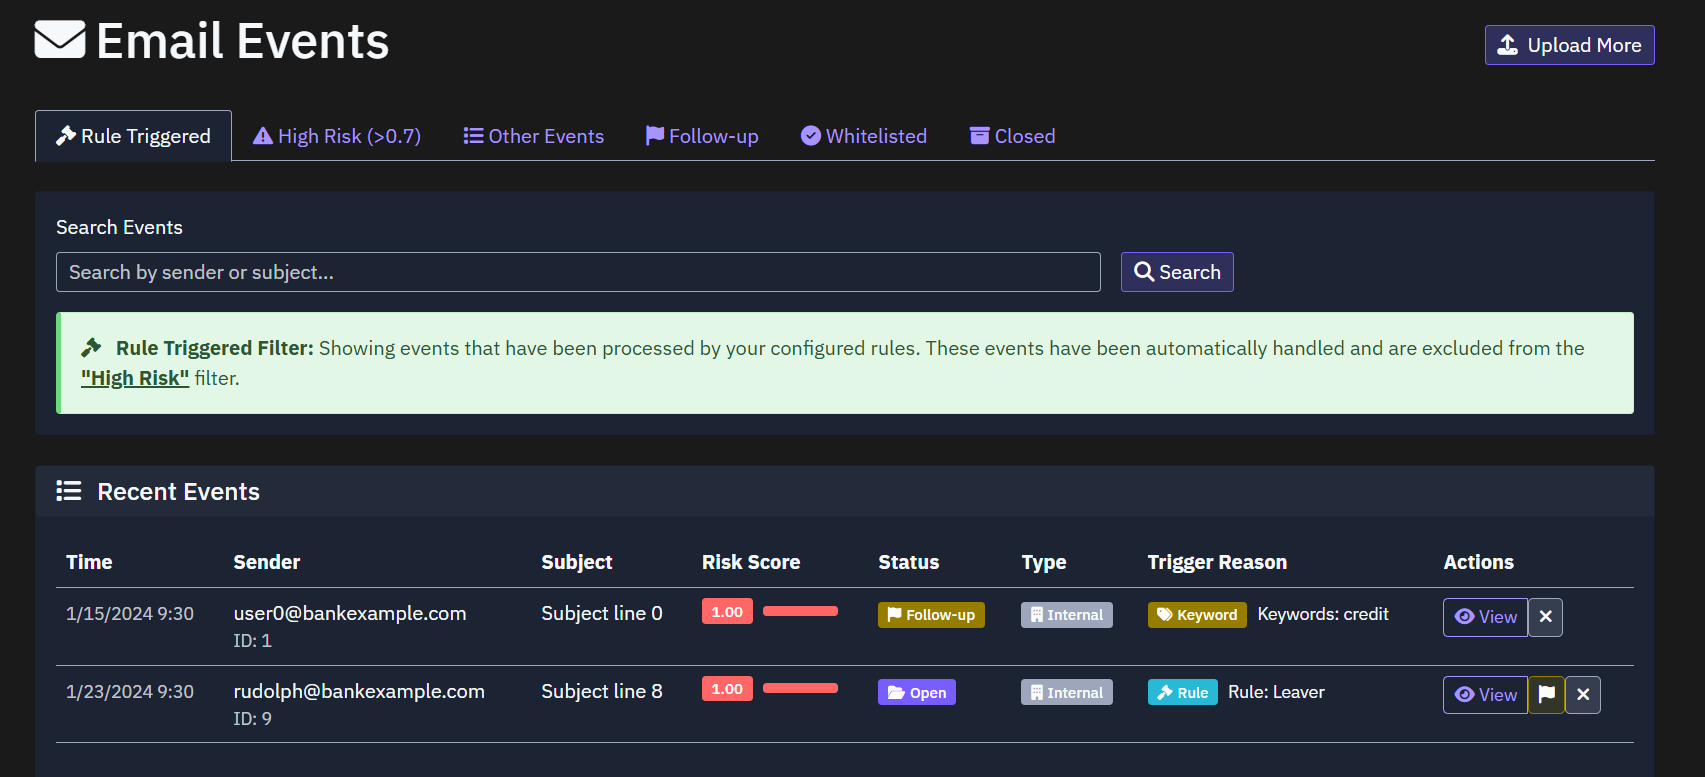 Email Events
Upload More
Rule Triggered
High Risk (>0.7)
Other Events
Follow-up
Whitelisted
Closed
Search Events
Search by sender or subject...
Search
Rule Triggered Filter: Showing events that have been processed by your configured rules. These events have been automatically handled and are excluded from the
"High Risk" filter.
Recent Events
Time Sender Subject Risk Score Status Type Trigger Reason Actions
1/15/2024 9:30 user0@bankexample.com Subject line 0 1.00 Follow-up Internal Keyword Keywords: credit View
ID: 1
1/23/2024 9:30 rudolph@bankexample.com Subject line 8 1.00 Open Internal Rule Rule: Leaver View
ID: 9